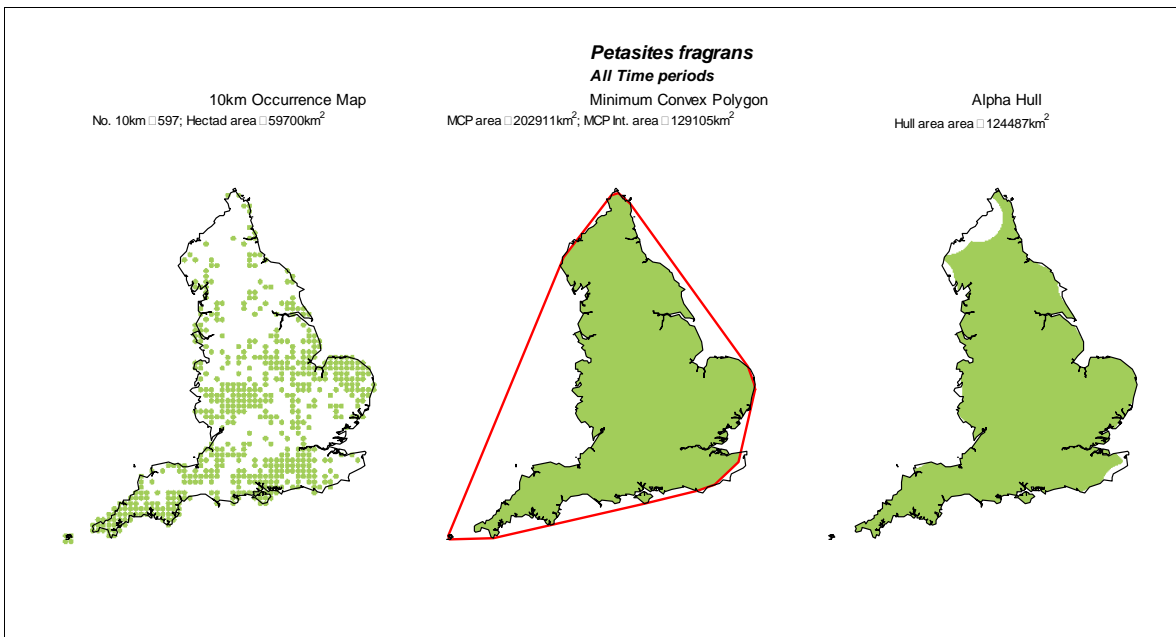 Petasites fragrans
All Time periods
10km Occurrence Map
No. 10km □ 597; Hectad area □ 59700km²
Minimum Convex Polygon
MCP area □ 202911km²; MCP Int. area □ 129105km²
Alpha Hull
Hull area area □ 124487km²